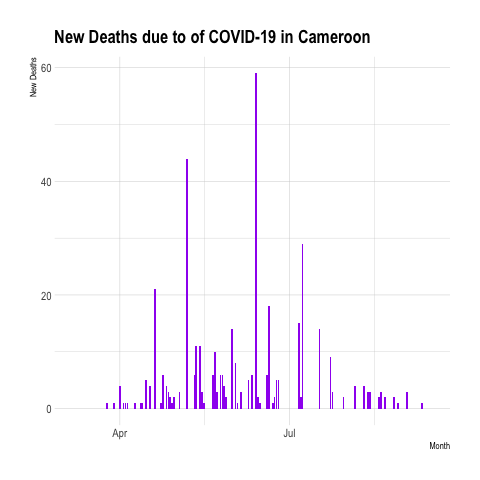 New Deaths due to of COVID-19 in Cameroon
New Deaths
60
40
20
0
Apr
Jul
Month